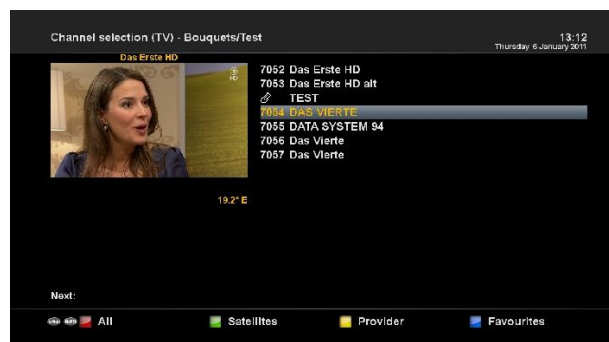 Channel selection (TV) - Bouquets/Test
13:12
Thursday 6 January 2011
Das Erste HD
7052 Das Erste HD
7053 Das Erste HD alt
TEST
7054 DAS VIERTE
7055 DATA SYSTEM 94
7056 Das Vierte
7057 Das Vierte
19.2° E
Next:
All
Satellites
Provider
Favourites